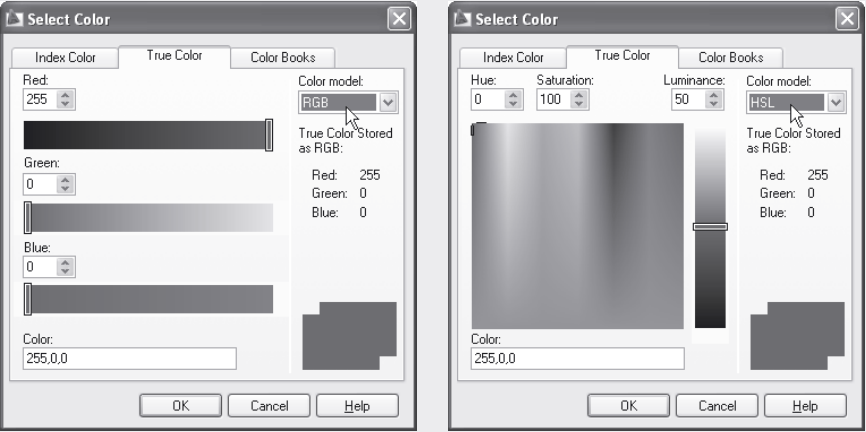 Select Color
Index Color True Color Color Books
Red:
255
Green:
0
Blue:
0
Color:
255,0,0
Color model:
RGB
True Color Stored
as RGB:
Red: 255
Green: 0
Blue: 0
OK Cancel Help
Select Color
Index Color True Color Color Books
Hue: Saturation: Luminance:
0 100 50
Color:
255,0,0
Color model:
HSL
True Color Stored
as RGB:
Red: 255
Green: 0
Blue: 0
OK Cancel Help